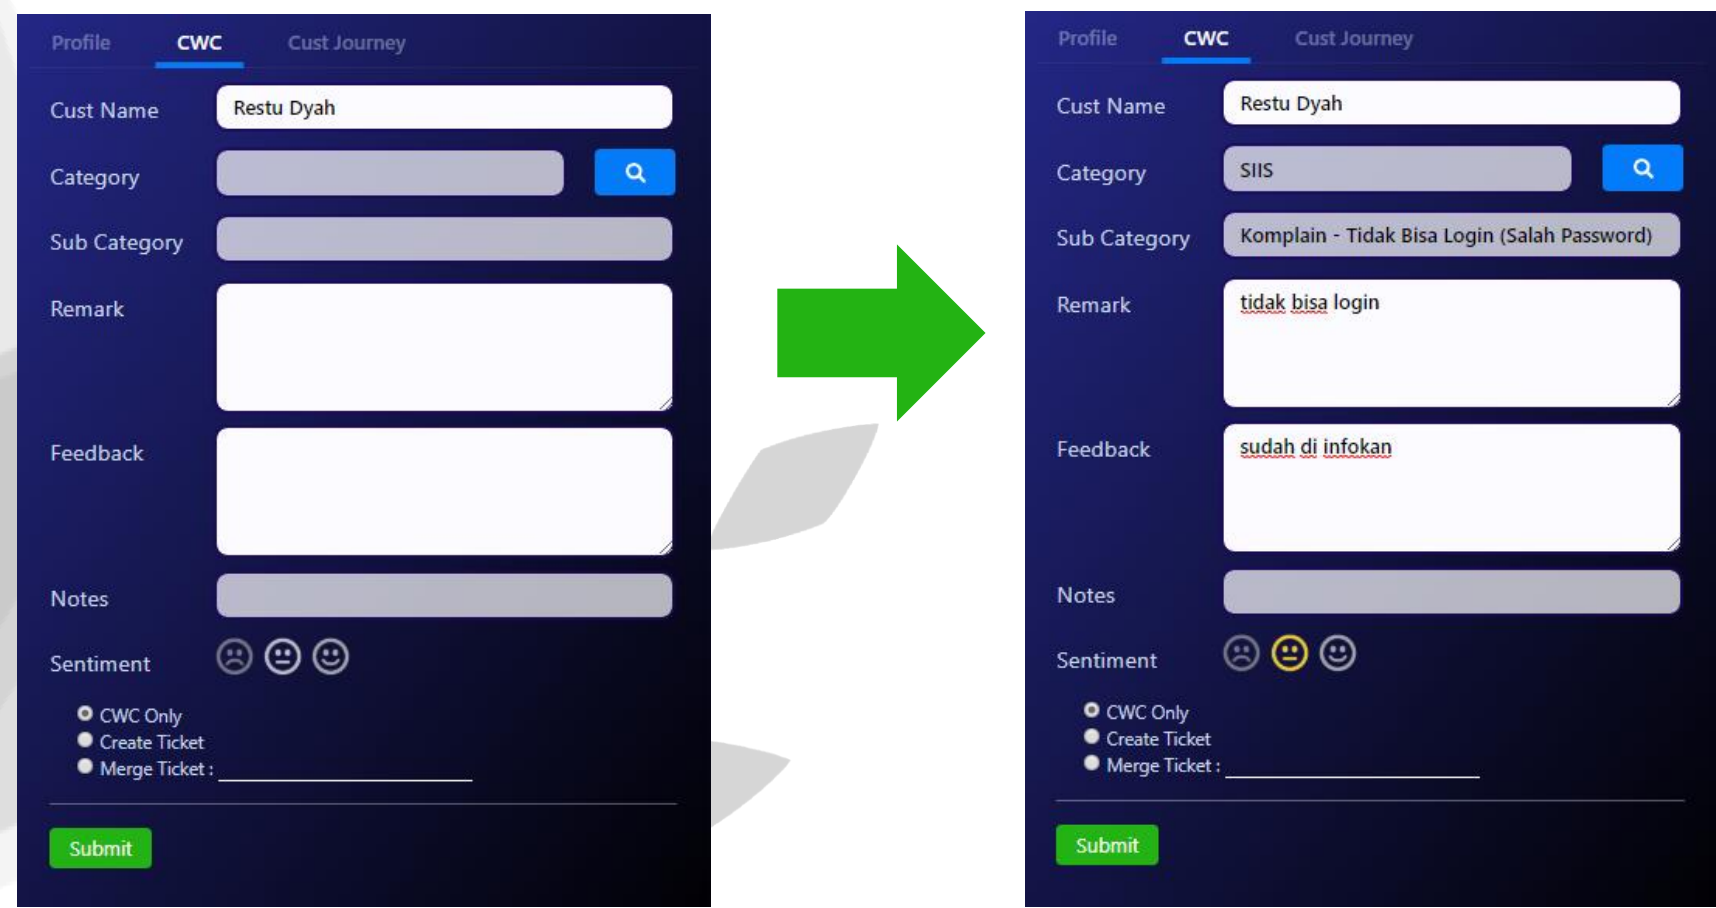 Profile CWC Cust Journey
Cust Name Restu Dyah
Category
Sub Category
Remark
Feedback
Notes
Sentiment
CWC Only
Create Ticket
Merge Ticket :
Submit
Profile CWC Cust Journey
Cust Name Restu Dyah
Category SIIS
Sub Category Komplain - Tidak Bisa Login (Salah Password)
Remark tidak bisa login
Feedback sudah di infokan
Notes
Sentiment
CWC Only
Create Ticket
Merge Ticket :
Submit